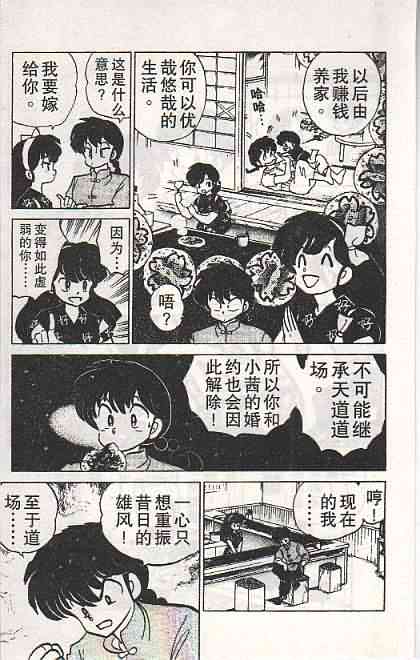 以后由
我赚钱
养家。
哈哈…
你可以优
哉悠哉的
生活。
这是什么
意思?
我要嫁
给你。
唔?
因为…
变得如此虚
弱的你……
不可能继
承天道道
场。
所以你和
小茜的婚
约也会因
此解除!
哼!
现在
的我
……
一心只
想重振
昔日的
雄风!
至于道
场……